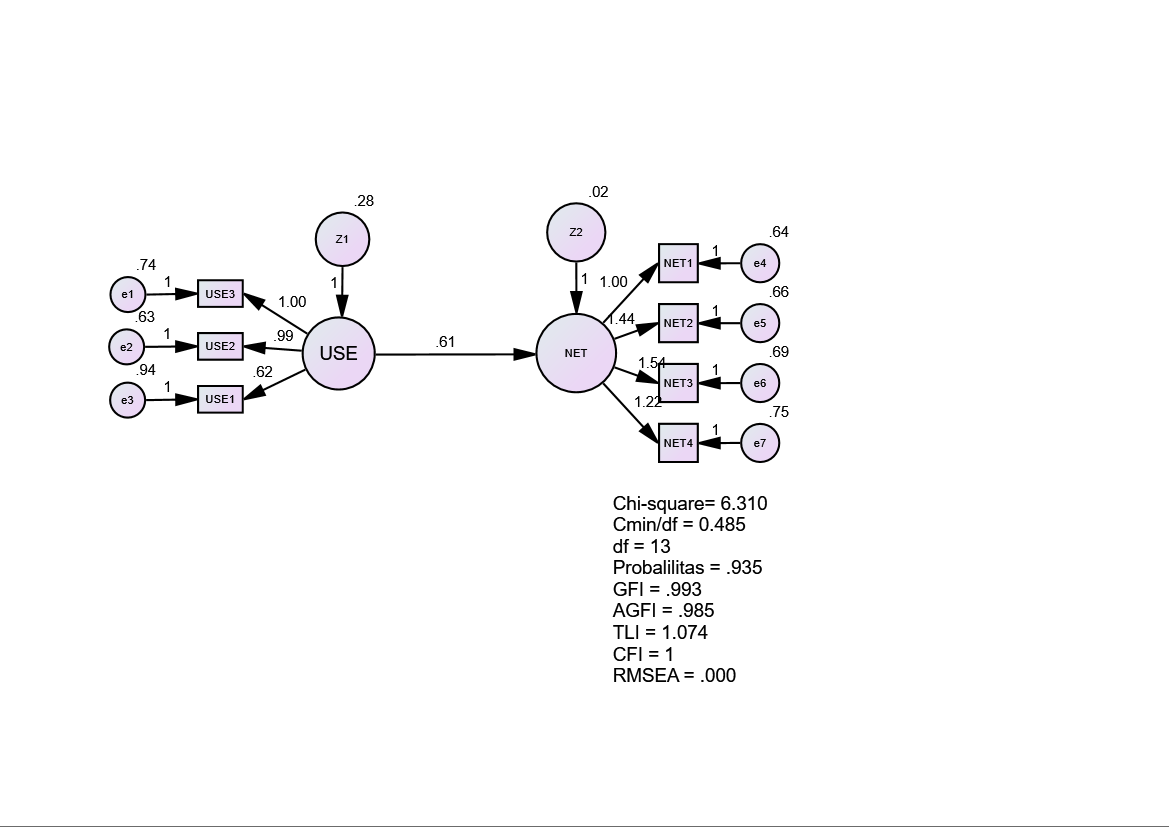 .28
Z1
1
.02
Z2
1
.74
e1
1
USE3
1.00
.63
e2
1
USE2
.99
.94
e3
1
USE1
.62
USE
.61
NET
1.00
NET1
1
e4
.64
1.44
NET2
1
e5
.66
1.54
NET3
1
e6
.69
1.22
NET4
1
e7
.75
Chi-square= 6.310
Cmin/df = 0.485
df = 13
Probalilitas = .935
GFI = .993
AGFI = .985
TLI = 1.074
CFI = 1
RMSEA = .000